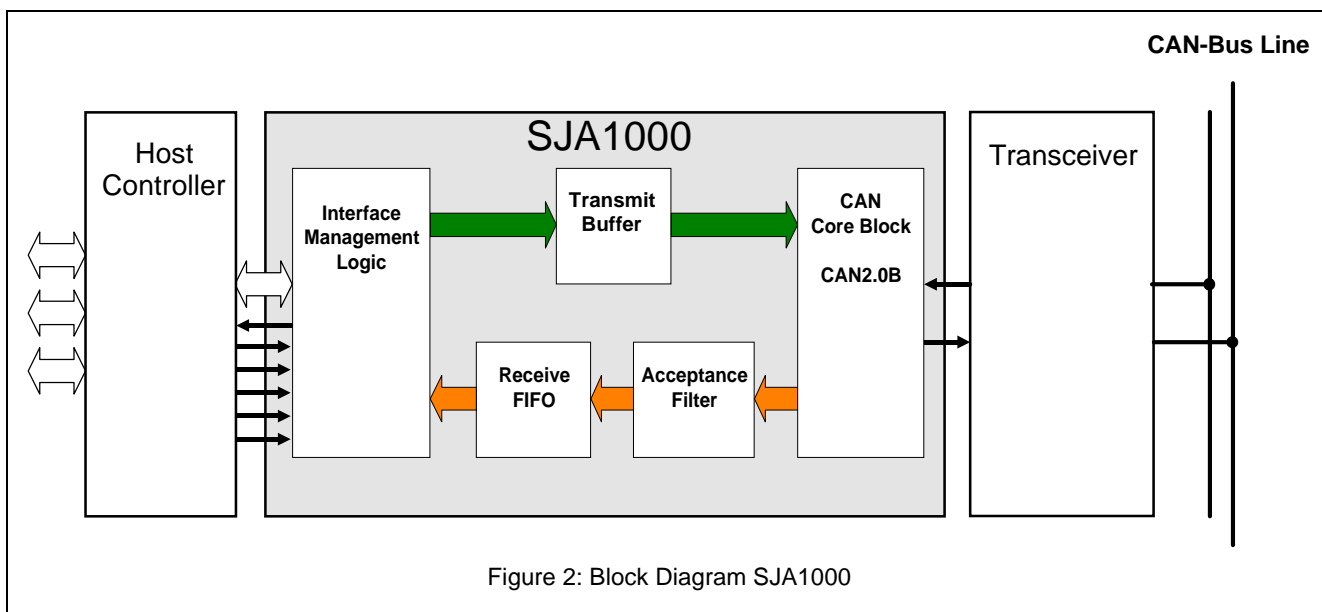 CAN-Bus Line
SJA1000
Host
Controller
Transceiver
Interface
Management
Logic
Transmit
Buffer
CAN
Core Block
CAN2.0B
Receive
FIFO
Acceptance
Filter
Figure 2: Block Diagram SJA1000